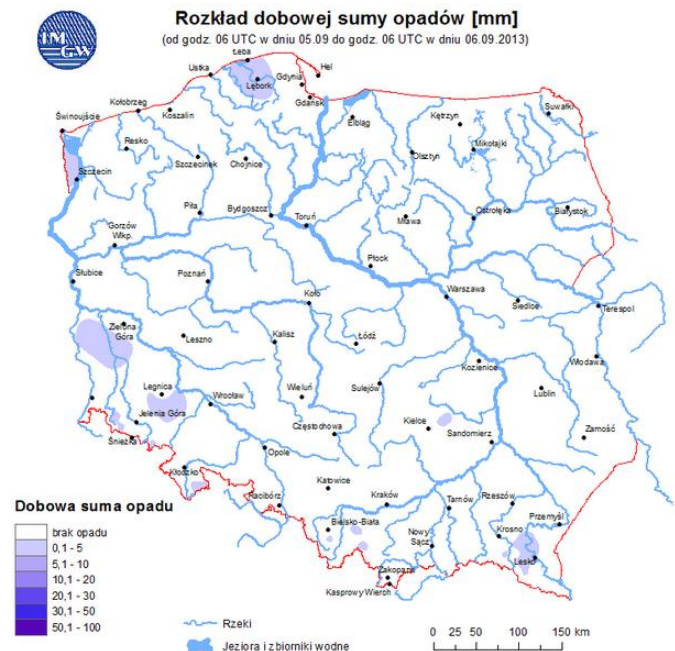 IMGW
Rozkład dobowej sumy opadów [mm]
(od godz. 06 UTC w dniu 05.09 do godz. 06 UTC w dniu 06.09.2013)
Łeba
Hel
Ustka
Gdynia
Lębork
Gdańsk
Kołobrzeg
Koszalin
Suwałki
Świnoujście
Elbląg
Kętrzyn
Resko
Mikołajki
Szczecinek
Chojnice
Olsztyn
Szczecin
Piła
Bydgoszcz
Toruń
Mława
Ostrołęka
Białystok
Gorzów
Wlkp.
Płock
Słubice
Poznań
Koło
Warszawa
Siedlce
Terespol
Zielona
Góra
Leszno
Kalisz
Łódź
Kozienice
Włodawa
Legnica
Wrocław
Wieluń
Sulejów
Lublin
Jelenia Góra
Częstochowa
Kielce
Sandomierz
Zamość
Śnieżka
Opole
Kłodzko
Racibórz
Katowice
Kraków
Tarnów
Rzeszów
Przemyśl
Bielsko-Biała
Nowy
Sącz
Krosno
Lesko
Zakopane
Kasprowy Wierch
Dobowa suma opadu
brak opadu
0,1 - 5
5,1 - 10
10,1 - 20
20,1 - 30
30,1 - 50
50,1 - 100
Rzeki
Jeziora i zbiorniki wodne
0 25 50 100 150 km